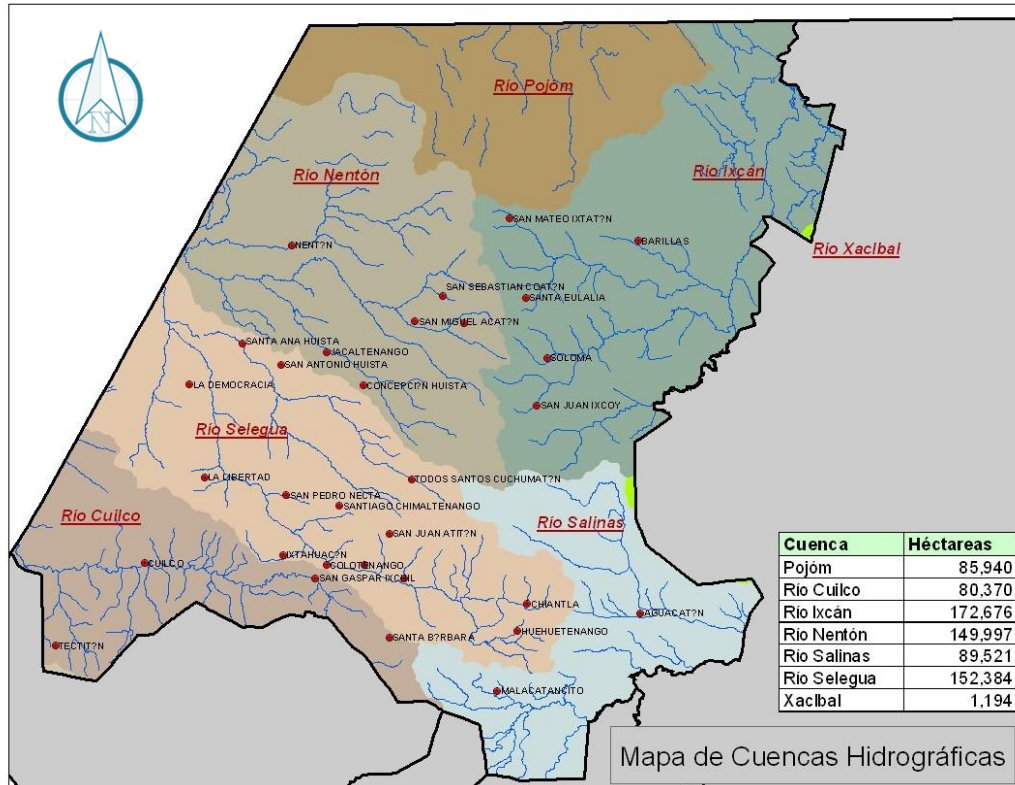 N
Río Pojóm
Río Nentón
Río Ixcán
SAN MATEO IXTAT?N
NENT?N
BARILLAS
Río Xaclbal
SAN SEBASTIAN COAT?N
SANTA EULALIA
SAN MIGUEL ACAT?N
SANTA ANA HUISTA
JACALTENANGO
SOLOMA
SAN ANTONIO HUISTA
LA DEMOCRACIA
CONCEPCI?N HUISTA
SAN JUAN IXCOY
Río Selegua
LA LIBERTAD
TODOS SANTOS CUCHUMAT?N
SAN PEDRO NECTA
SANTIAGO CHIMALTENANGO
Río Cuilco
Río Salinas
SAN JUAN ATIT?N
IXTAHUAC?N
CUILCO
COLOTENANGO
SAN GASPAR IXCHIL
CHIANTLA
AGUACAT?N
HUEHUETENANGO
SANTA B?RBARA
TECTIT?N
MALACATANCITO
Cuenca Héctareas
Pojóm 85,940
Río Cuilco 80,370
Río Ixcán 172,676
Río Nentón 149,997
Río Salinas 89,521
Río Selegua 152,384
Xaclbal 1,194
Mapa de Cuencas Hidrográficas